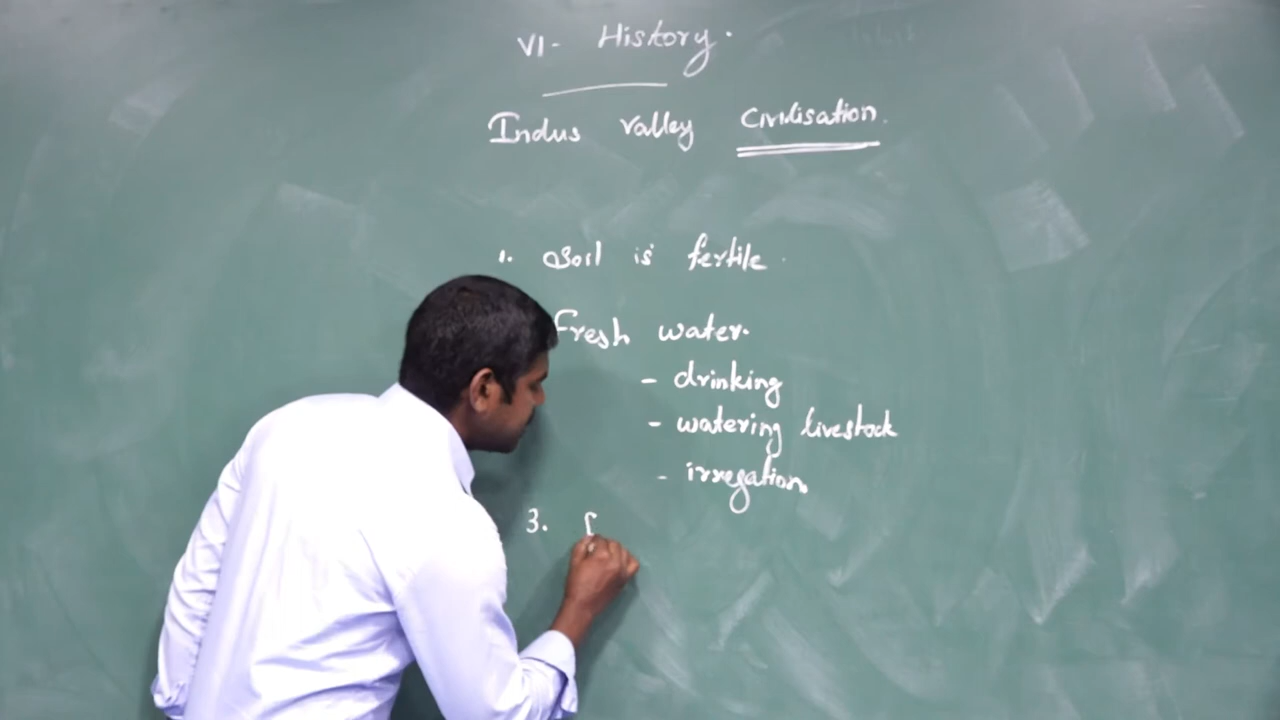 VI- History.
Indus Valley Civilisation.
1. Soil is fertile.
Fresh water.
- drinking
- watering livestock
- irregation.
3.